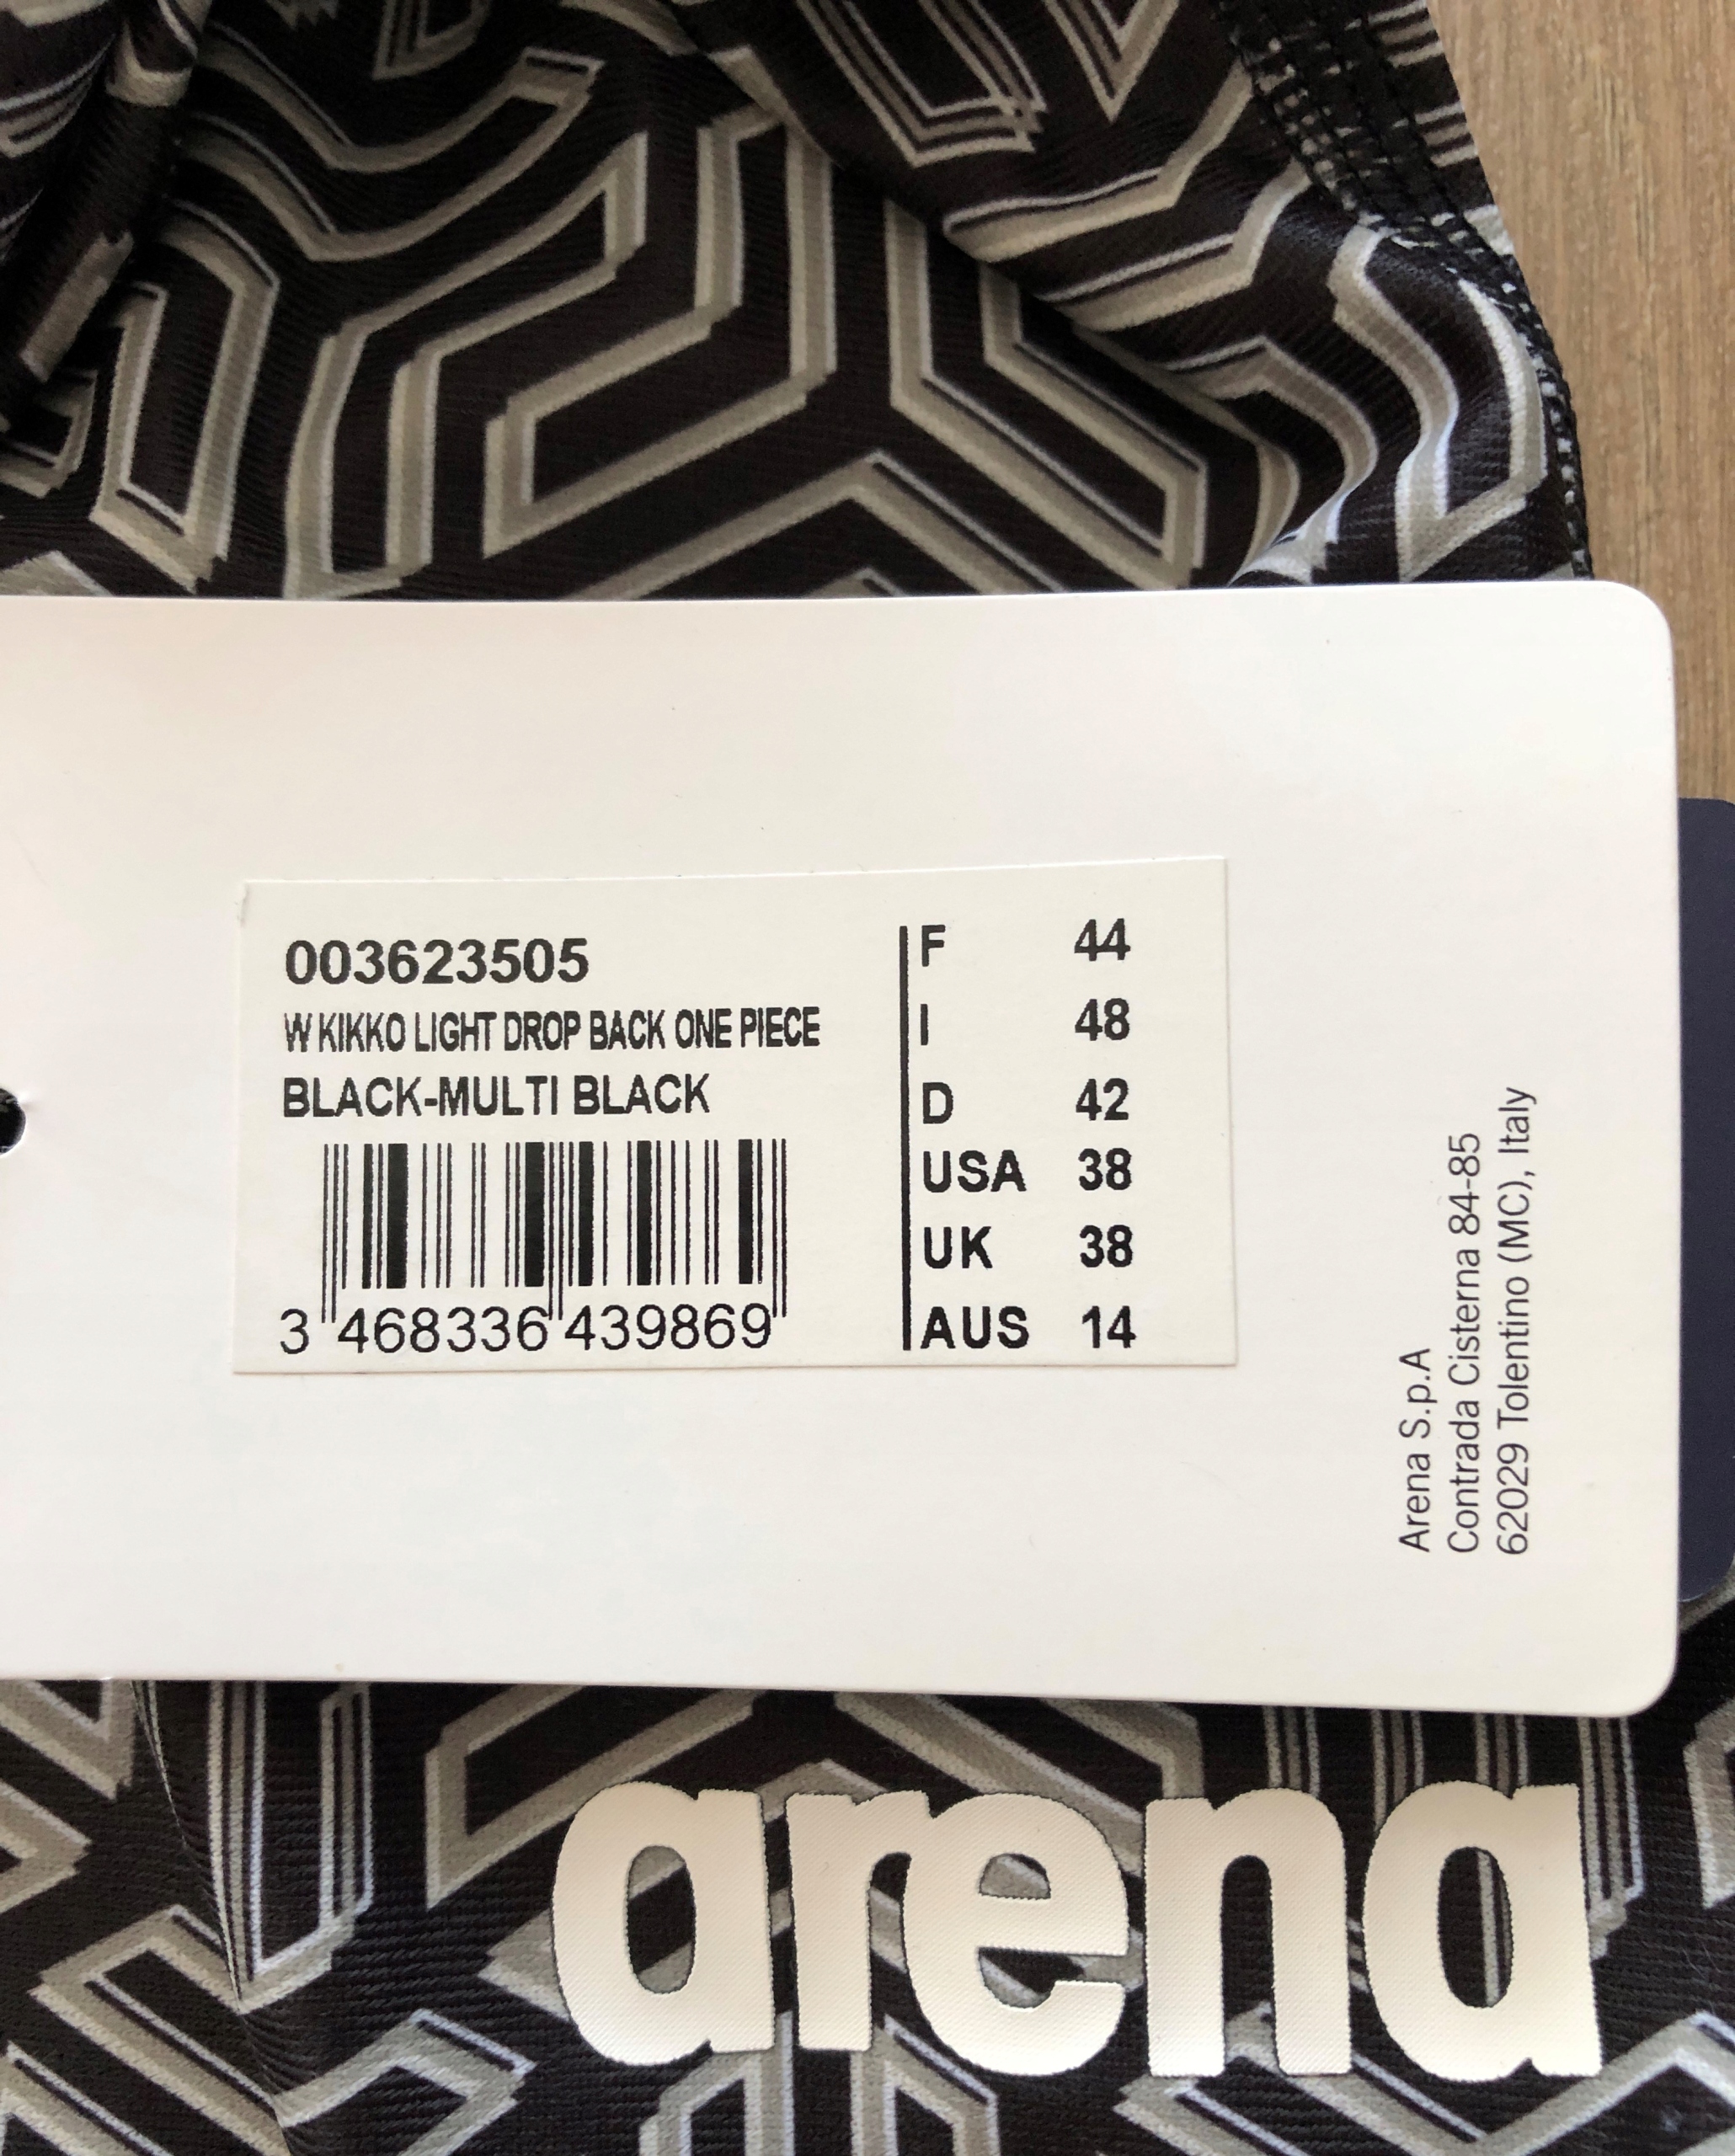 003623505
W KIKKO LIGHT DROP BACK ONE PIECE
BLACK-MULTI BLACK
3 468336 439869
F 44
I 48
D 42
USA 38
UK 38
AUS 14
Arena S.p.A
Contrada Cisterna 84-85
62029 Tolentino (MC), Italy
arena